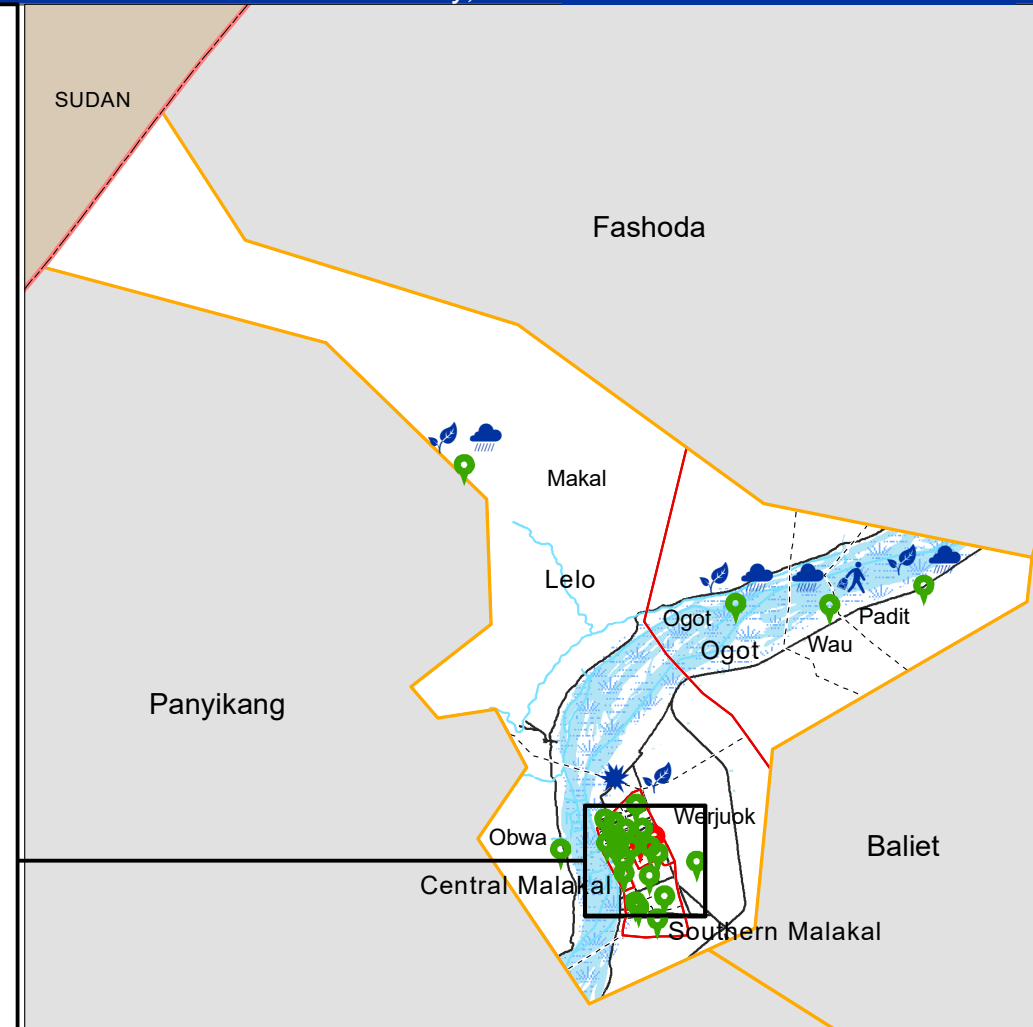 SUDAN
Fashoda
Makal
Lelo
Ogot
Padit
Ogot
Wau
Panyikang
Werjuok
Obwa
Baliet
Central Malakal
Southern Malakal